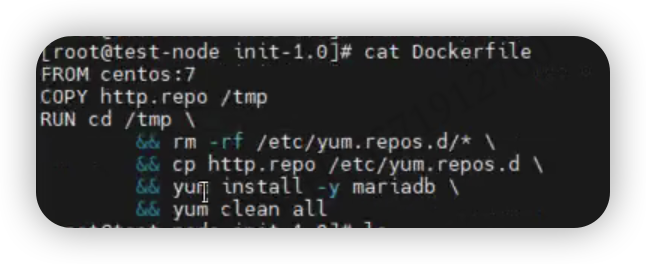 [root@test-node init-1.0]# cat Dockerfile
FROM centos:7
COPY http.repo /tmp
RUN cd /tmp \
&& rm -rf /etc/yum.repos.d/* \
&& cp http.repo /etc/yum.repos.d \
&& yum install -y mariadb \
&& yum clean all